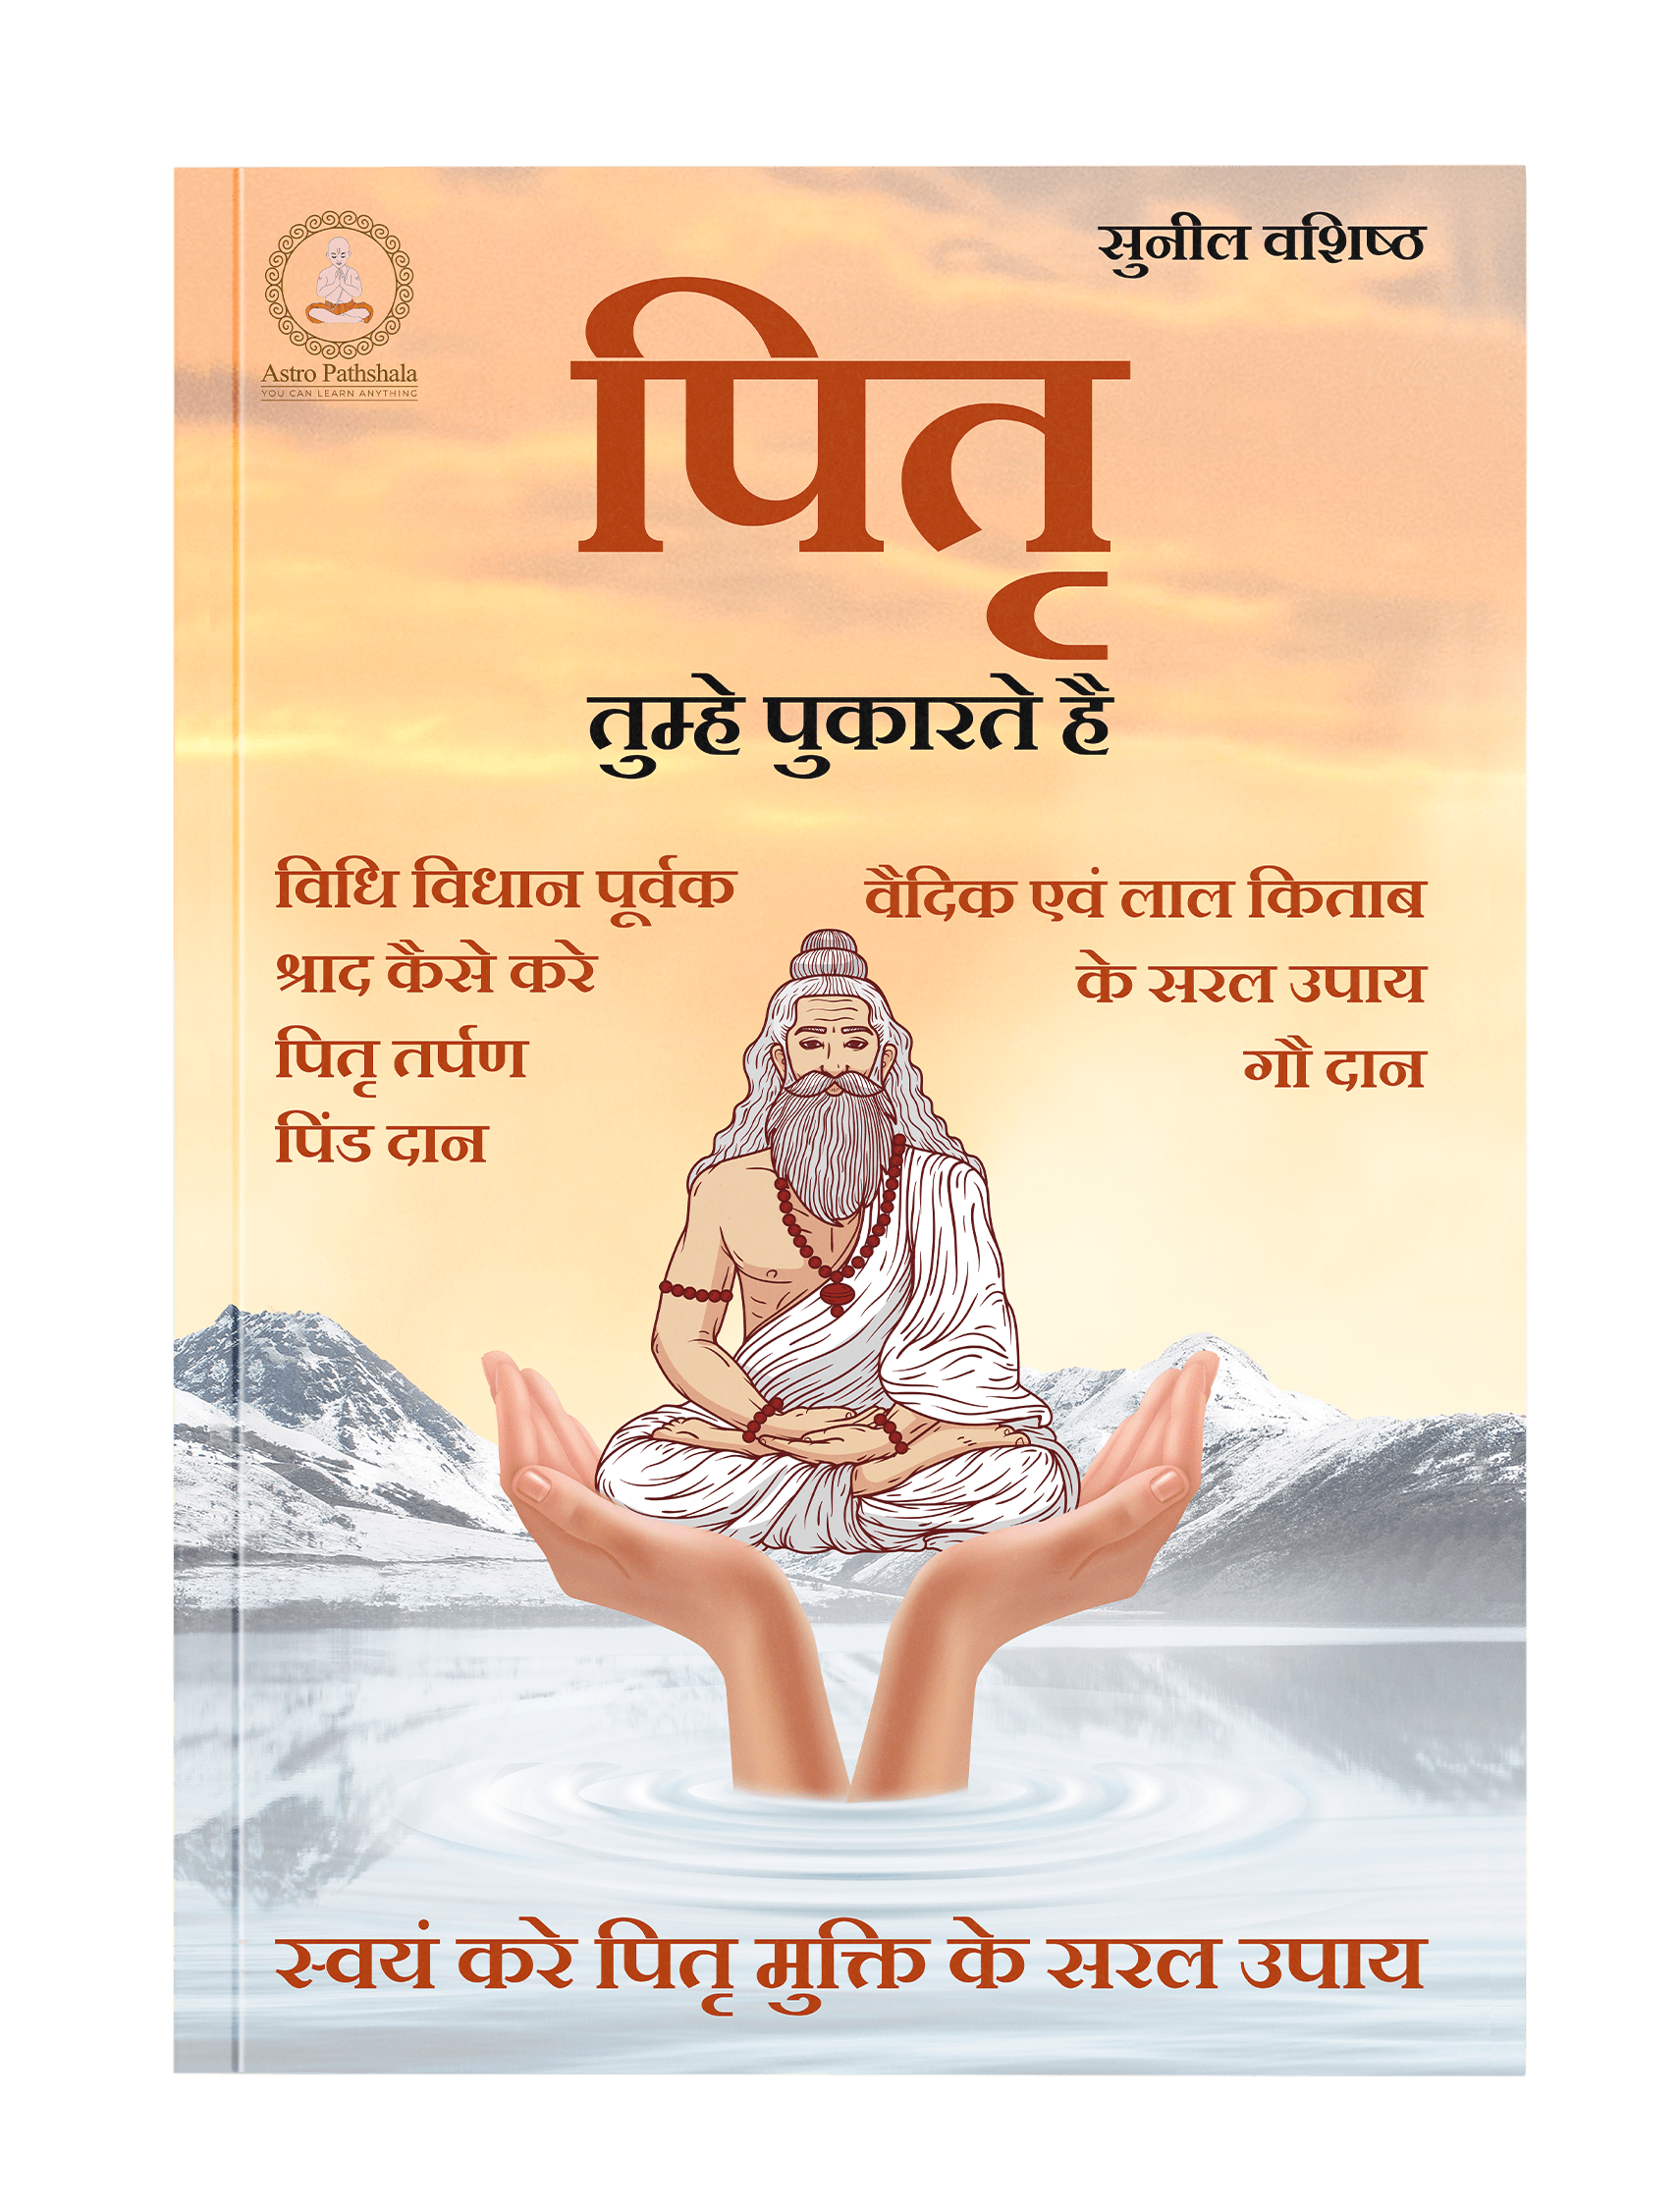 सुनील वशिष्ठ
Astro Pathshala
YOU CAN LEARN ANYTHING
पितृ
तुम्हे पुकारते है
विधि विधान पूर्वक
श्राद कैसे करे
पितृ तर्पण
पिंड दान
वैदिक एवं लाल किताब
के सरल उपाय
गौ दान
स्वयं करे पितृ मुक्ति के सरल उपाय